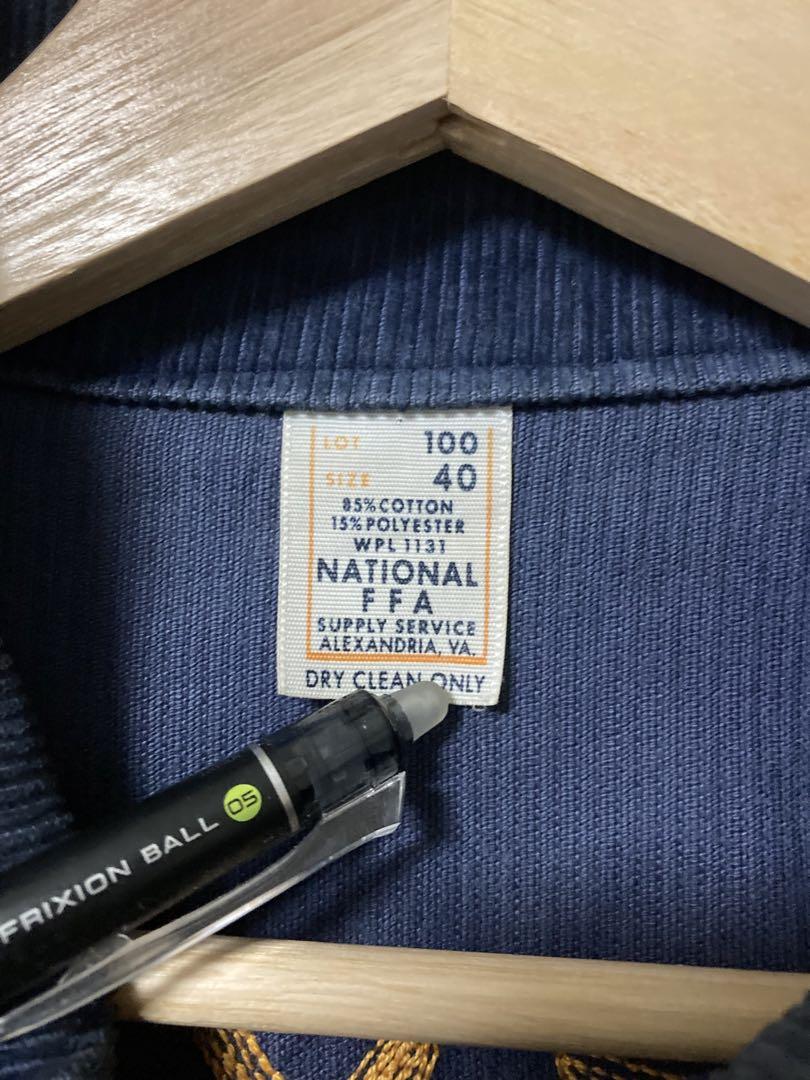 LOT 100
SIZE 40
85% COTTON
15% POLYESTER
WPL 1131
NATIONAL
FFA
SUPPLY SERVICE
ALEXANDRIA, VA.
DRY CLEAN ONLY
FRIXION BALL 05